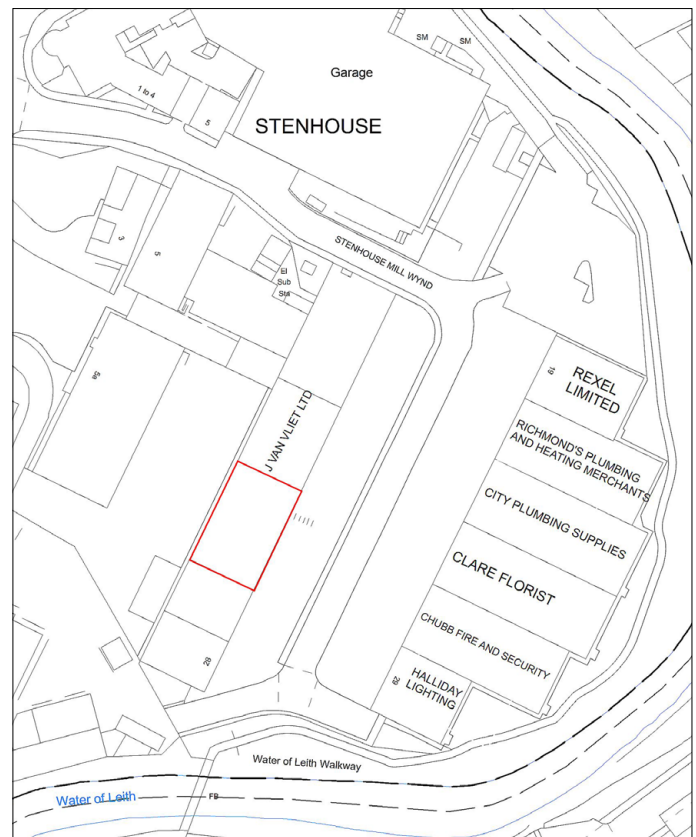 SM
SM
Garage
1 to 4
5
STENHOUSE
3
5
STENHOUSE MILL WYND
El
Sub
Sta
5a
19
REXEL
LIMITED
J VAN VLIET LTD
RICHMOND'S PLUMBING
AND HEATING MERCHANTS
CITY PLUMBING SUPPLIES
CLARE FLORIST
CHUBB FIRE AND SECURITY
28
HALLIDAY
LIGHTING
29
Water of Leith Walkway
Water of Leith
FB